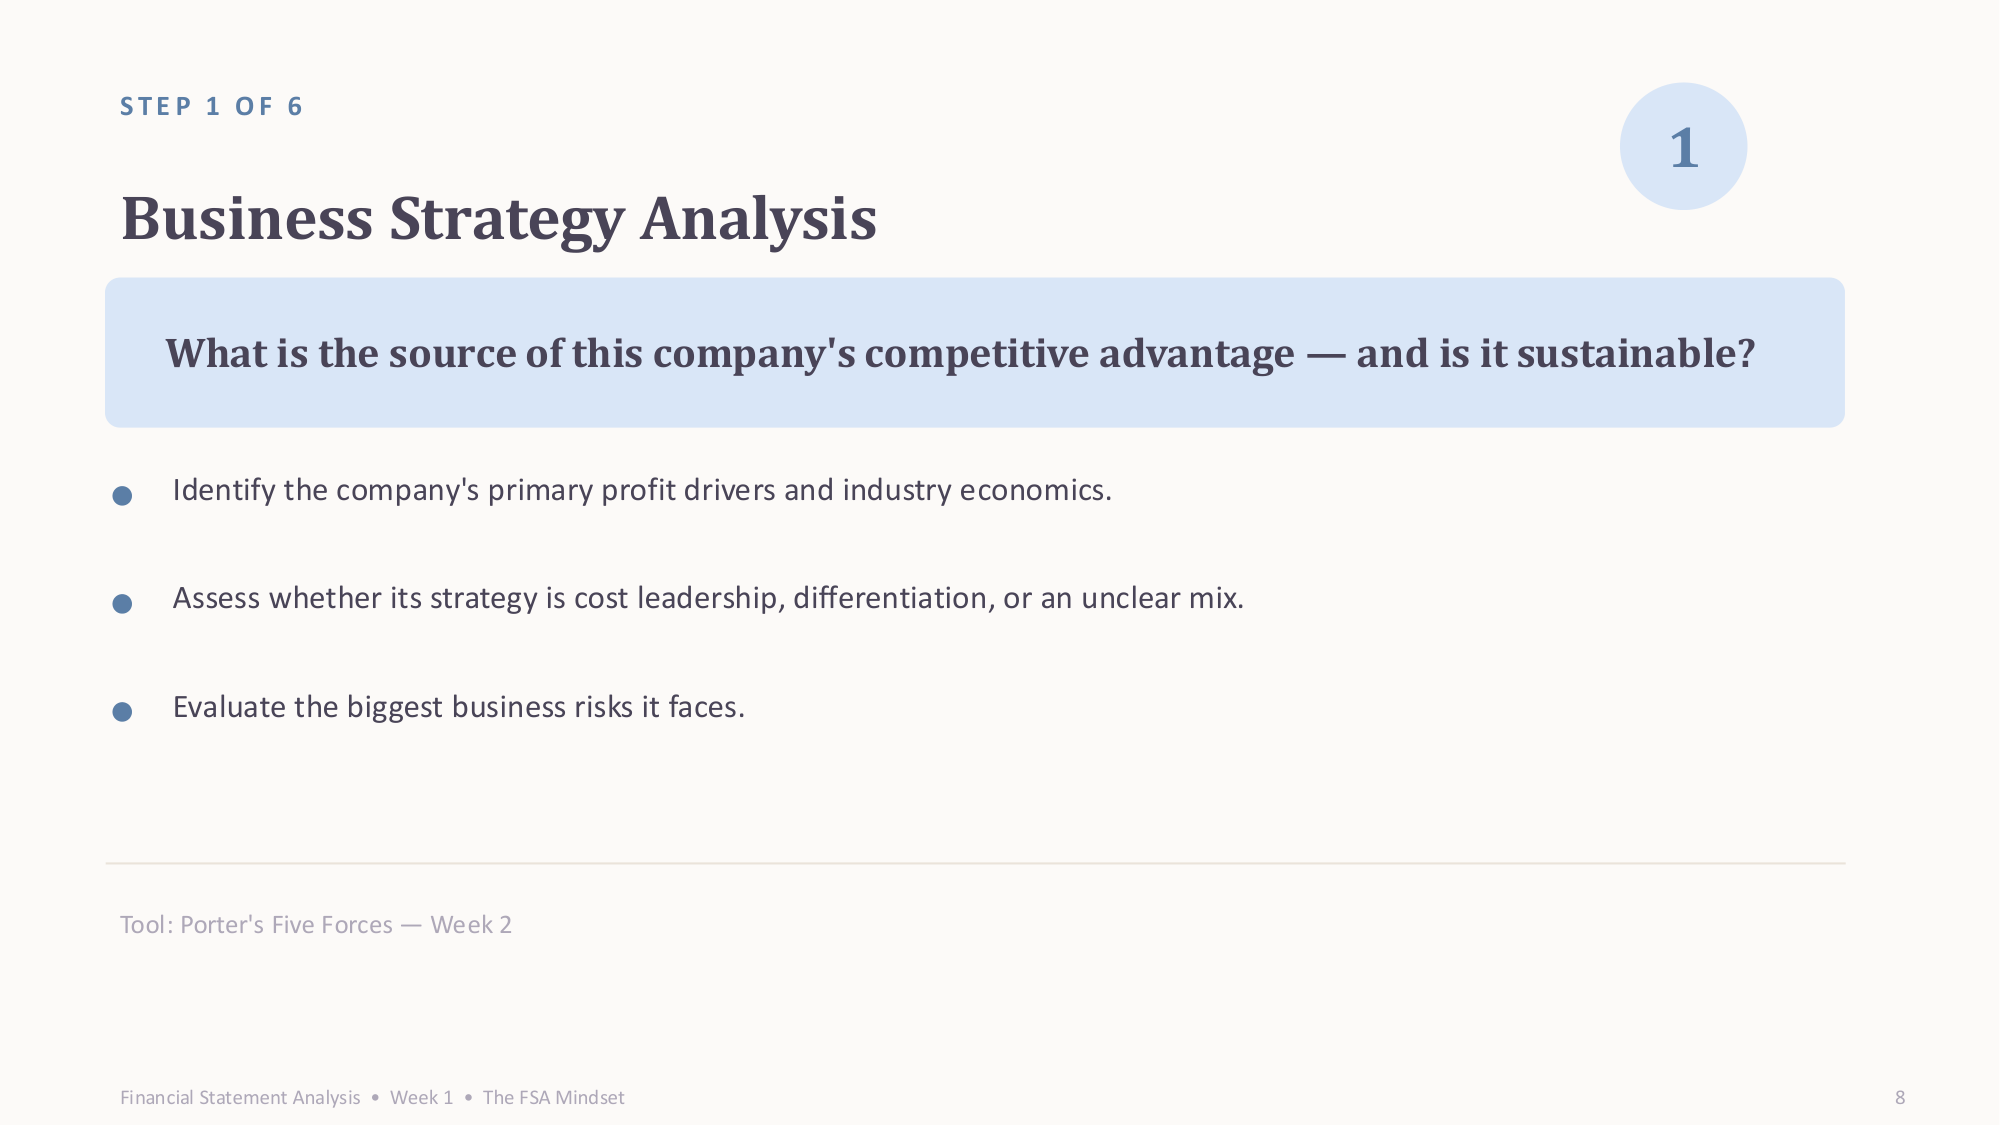 STEP 1 OF 6
1
Business Strategy Analysis
What is the source of this company's competitive advantage — and is it sustainable?
● Identify the company's primary profit drivers and industry economics.
● Assess whether its strategy is cost leadership, differentiation, or an unclear mix.
● Evaluate the biggest business risks it faces.
Tool: Porter's Five Forces — Week 2
Financial Statement Analysis • Week 1 • The FSA Mindset
8